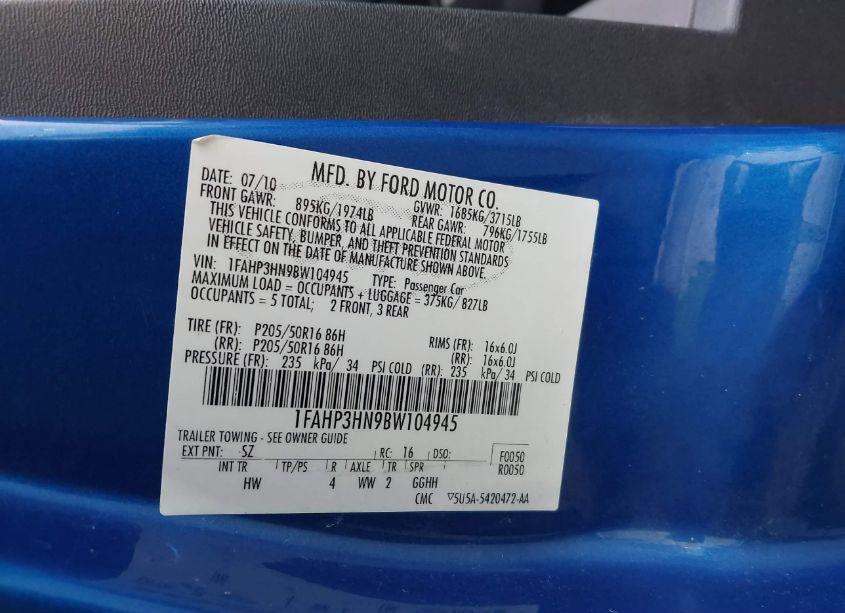 MFD. BY FORD MOTOR CO.
DATE: 07/10 GVWR: 1685KG/3715LB
FRONT GAWR: 895KG/1974LB REAR GAWR: 796KG/1755LB
THIS VEHICLE CONFORMS TO ALL APPLICABLE FEDERAL MOTOR
VEHICLE SAFETY, BUMPER, AND THEFT PREVENTION STANDARDS
IN EFFECT ON THE DATE OF MANUFACTURE SHOWN ABOVE.
VIN: 1FAHP3HN9BW104945 TYPE: Passenger Car
MAXIMUM LOAD = OCCUPANTS + LUGGAGE = 375KG/ 827LB
OCCUPANTS = 5 TOTAL; 2 FRONT, 3 REAR
TIRE (FR): P205/50R16 86H RIMS (FR): 16x6.0J
(RR): P205/50R16 86H (RR): 16x6.0J
PRESSURE (FR): 235 kPa/ 34 PSI COLD (RR): 235 kPa/ 34 PSI COLD
1FAHP3HN9BW104945
TRAILER TOWING - SEE OWNER GUIDE
EXT PNT: SZ RC: 16 DSO: F0050
INT TR TP/PS R AXLE TR SPR R0050
HW 4 WW 2 GGHH
CMC ▽5U5A-5420472-AA